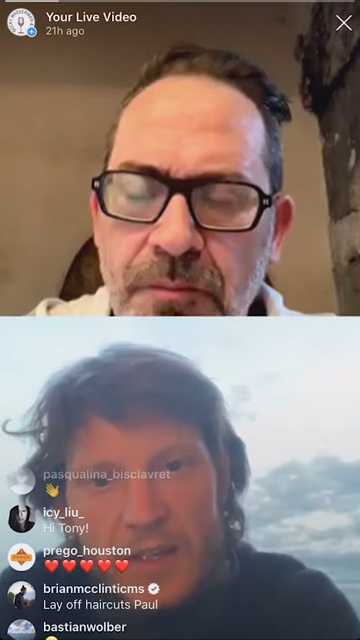 Your Live Video
21h ago
pasqualina_bisclavret
👋
icy_liu_
Hi Tony!
prego_houston
❤️❤️❤️❤️❤️
brianmcclinticms
Lay off haircuts Paul
bastianwolber